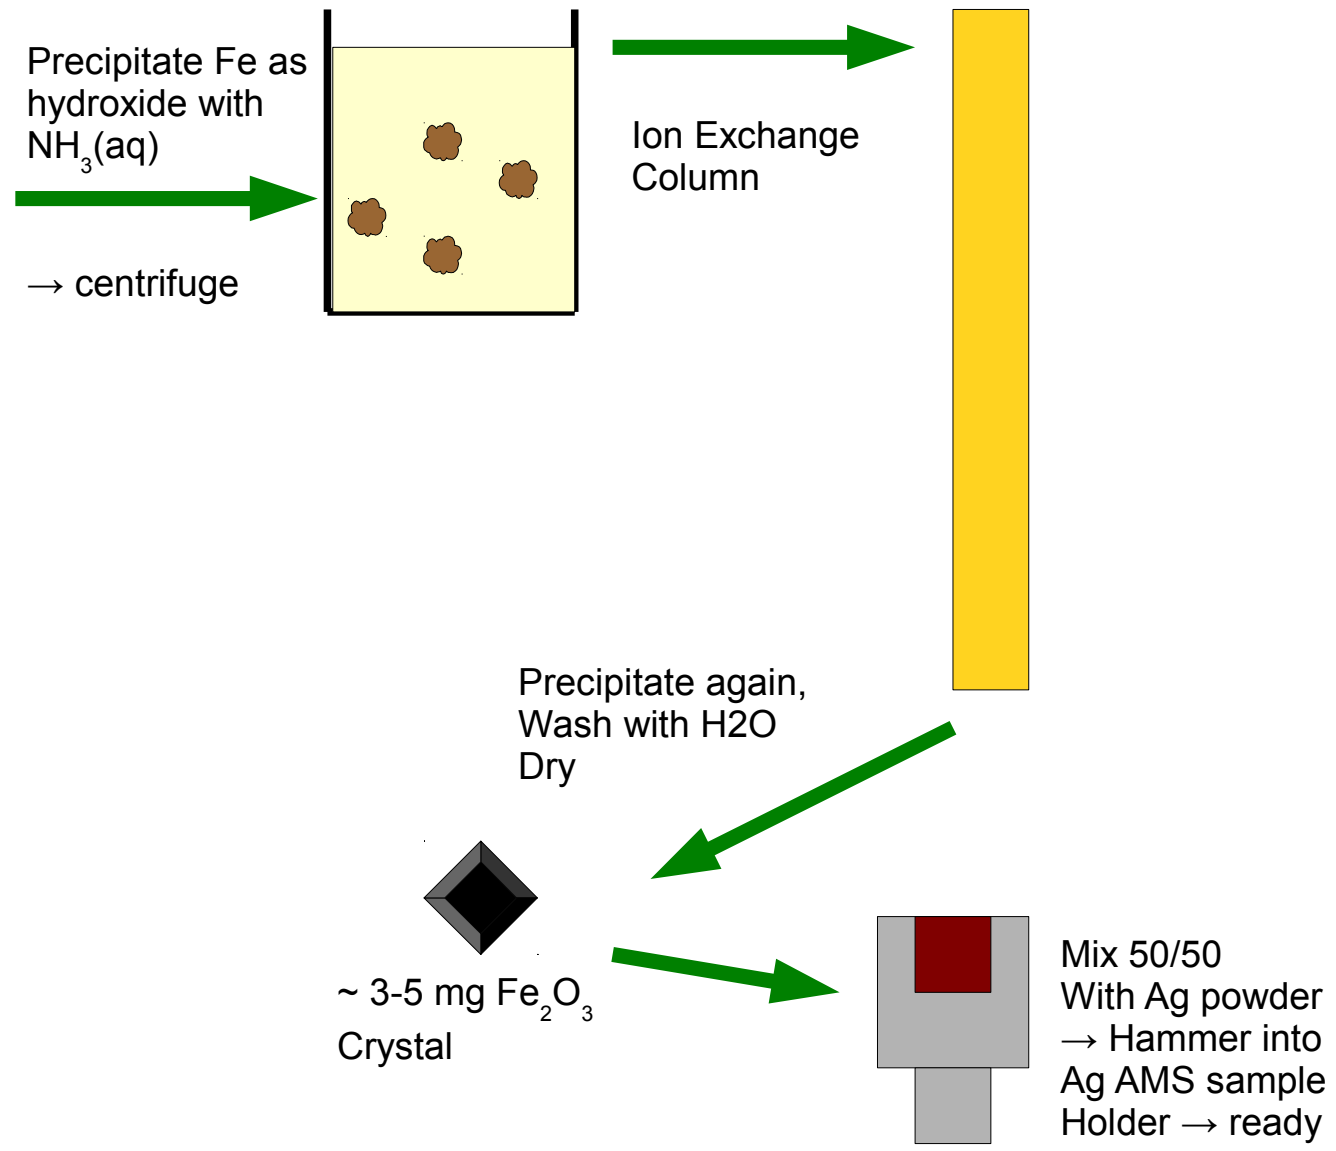 Precipitate Fe as
hydroxide with
NH₃(aq)
→ centrifuge
Ion Exchange
Column
Precipitate again,
Wash with H2O
Dry
~ 3-5 mg Fe₂O₃
Crystal
Mix 50/50
With Ag powder
→ Hammer into
Ag AMS sample
Holder → ready